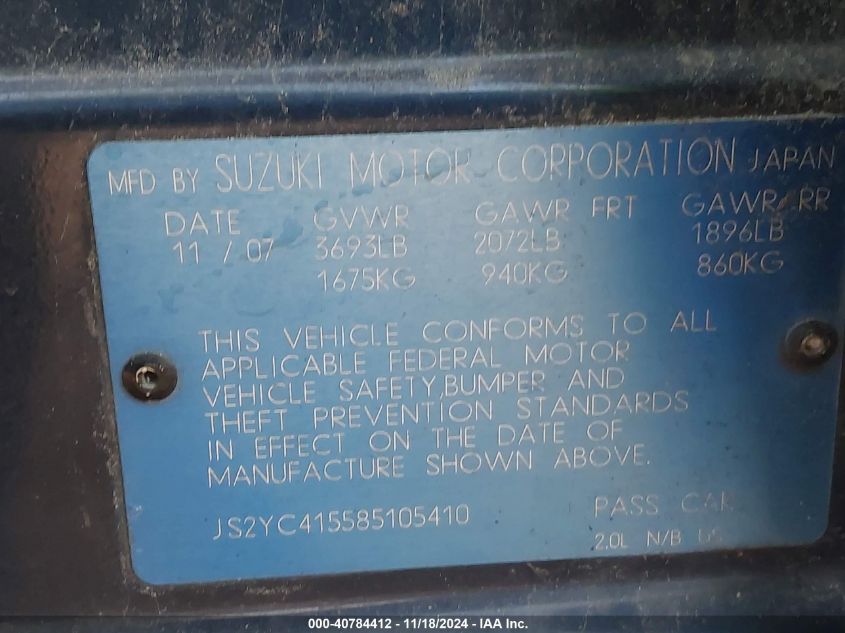 MFD BY SUZUKI MOTOR CORPORATION JAPAN
DATE GVWR GAWR FRT GAWR RR
11 / 07 3693LB 2072LB 1896LB
1675KG 940KG 860KG
THIS VEHICLE CONFORMS TO ALL
APPLICABLE FEDERAL MOTOR
VEHICLE SAFETY,BUMPER AND
THEFT PREVENTION STANDARDS
IN EFFECT ON THE DATE OF
MANUFACTURE SHOWN ABOVE.
JS2YC415585105410 PASS CAR
2.0L N/B US
000-40784412 - 11/18/2024 - IAA Inc.